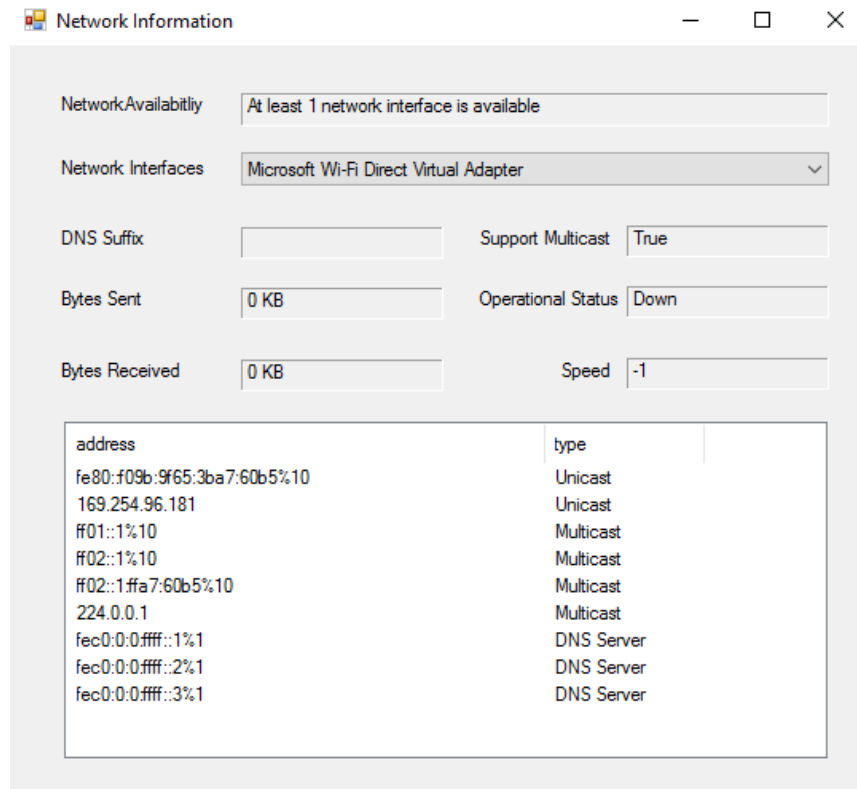 Network Information
NetworkAvailabitliy At least 1 network interface is available
Network Interfaces Microsoft Wi-Fi Direct Virtual Adapter
DNS Suffix Support Multicast True
Bytes Sent 0 KB Operational Status Down
Bytes Received 0 KB Speed -1
address type
fe80::f09b:9f65:3ba7:60b5%10 Unicast
169.254.96.181 Unicast
ff01::1%10 Multicast
ff02::1%10 Multicast
ff02::1:ffa7:60b5%10 Multicast
224.0.0.1 Multicast
fec0:0:0:ffff::1%1 DNS Server
fec0:0:0:ffff::2%1 DNS Server
fec0:0:0:ffff::3%1 DNS Server